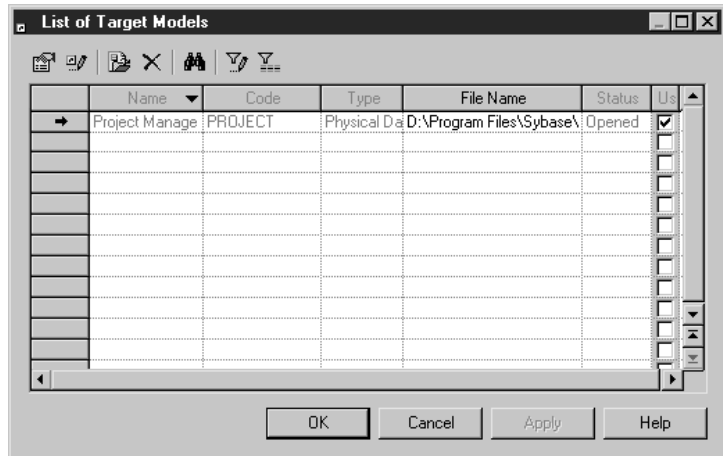 List of Target Models
Name Code Type File Name Status Us
Project Manage PROJECT Physical Da D:\Program Files\Sybase\ Opened
OK Cancel Apply Help